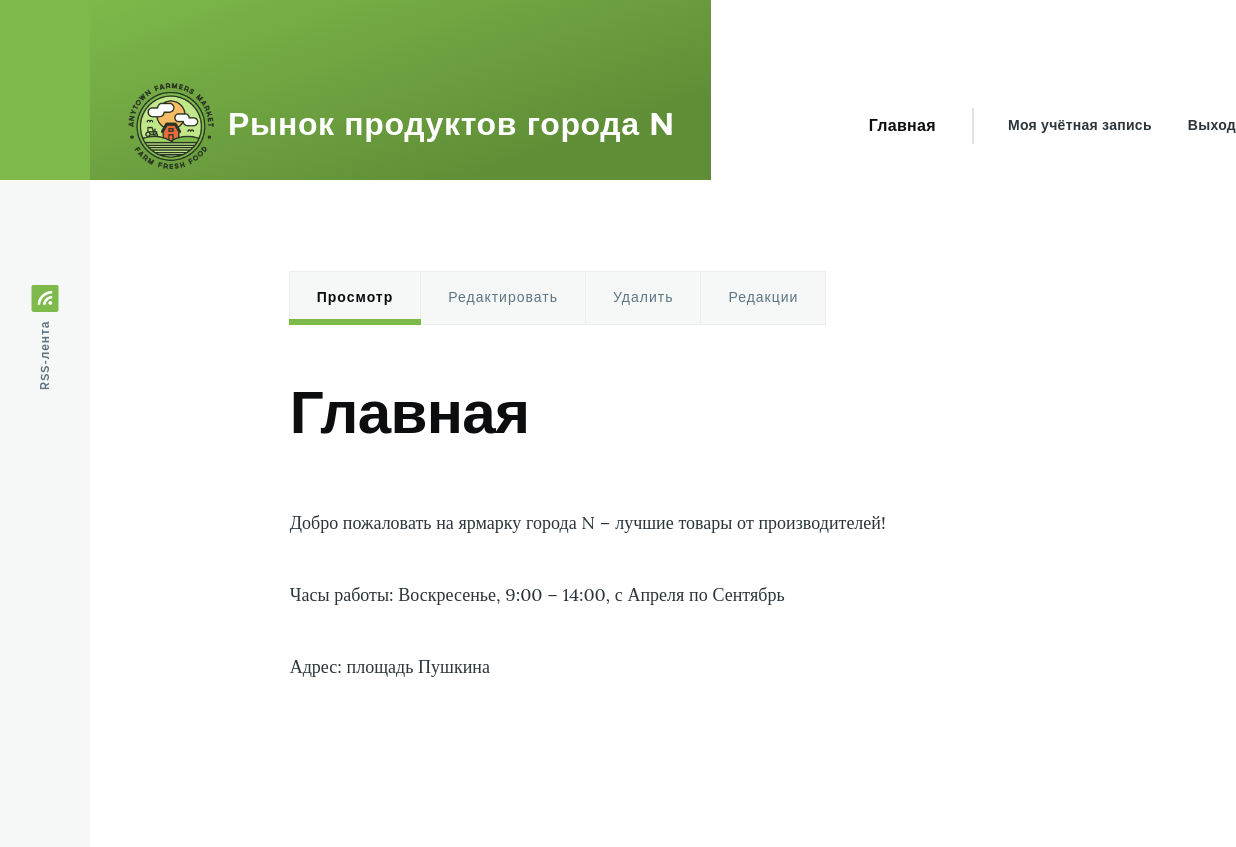 ANYTOWN FARMERS MARKET
FARM FRESH FOOD
Рынок продуктов города N
Главная
Моя учётная запись
Выход
RSS-лента
Просмотр
Редактировать
Удалить
Редакции
Главная
Добро пожаловать на ярмарку города N – лучшие товары от производителей!
Часы работы: Воскресенье, 9:00 – 14:00, с Апреля по Сентябрь
Адрес: площадь Пушкина